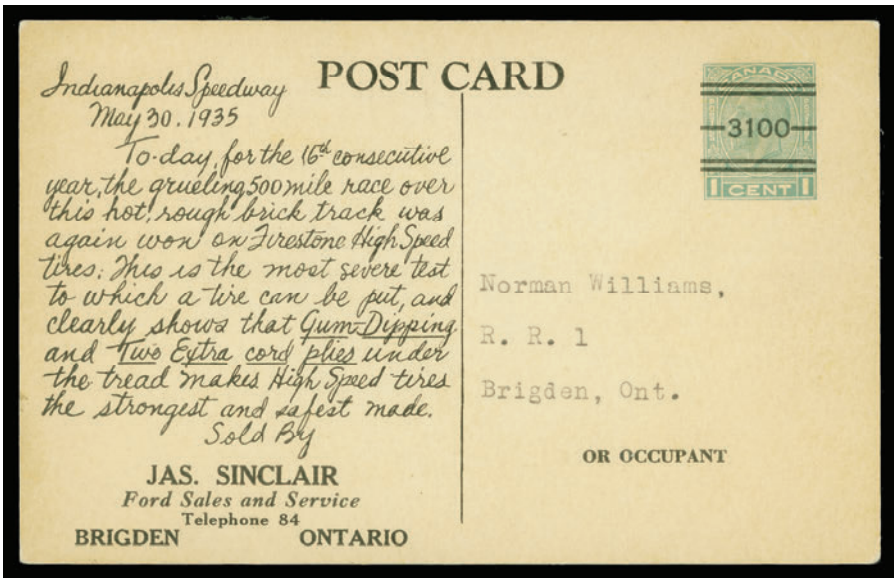 POST CARD
Indianapolis Speedway
May 30. 1935
To-day, for the 16th consecutive
year, the grueling 500 mile race over
this hot, rough brick track was
again won on Firestone High Speed
tires. This is the most severe test
to which a tire can be put, and
clearly shows that Gum-Dipping
and Two Extra cord plies under
the tread makes High Speed tires
the strongest and safest made.
Sold By
JAS. SINCLAIR
Ford Sales and Service
Telephone 84
BRIGDEN ONTARIO
CANADA
3100
1 CENT 1
Norman Williams,
R. R. 1
Brigden, Ont.
OR OCCUPANT